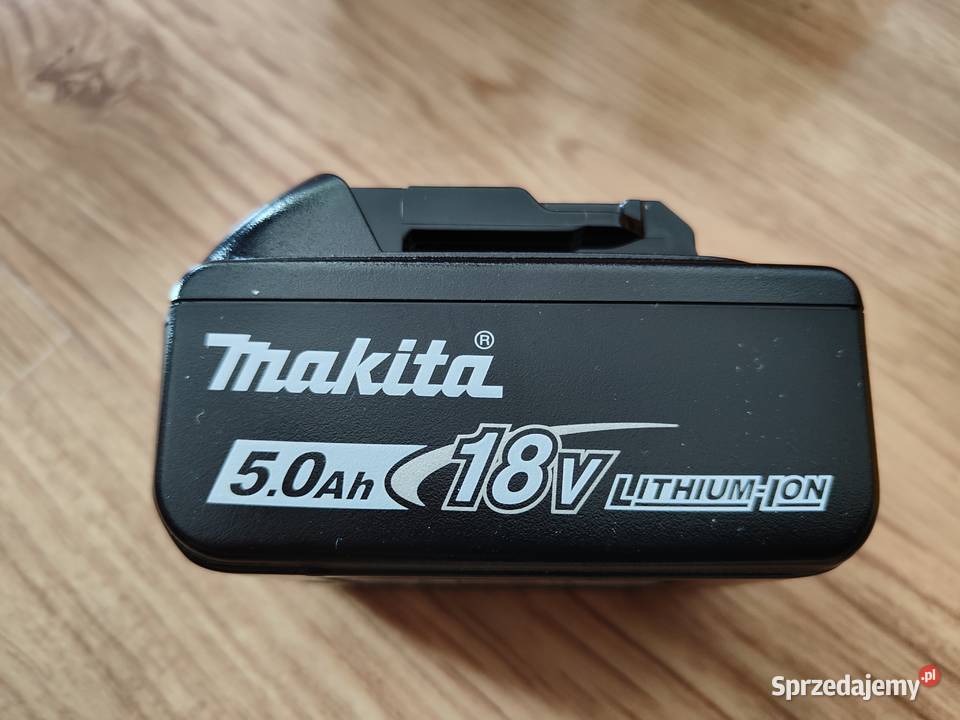 makita®
5.0Ah 18V LITHIUM-ION
Sprzedajemy.pl